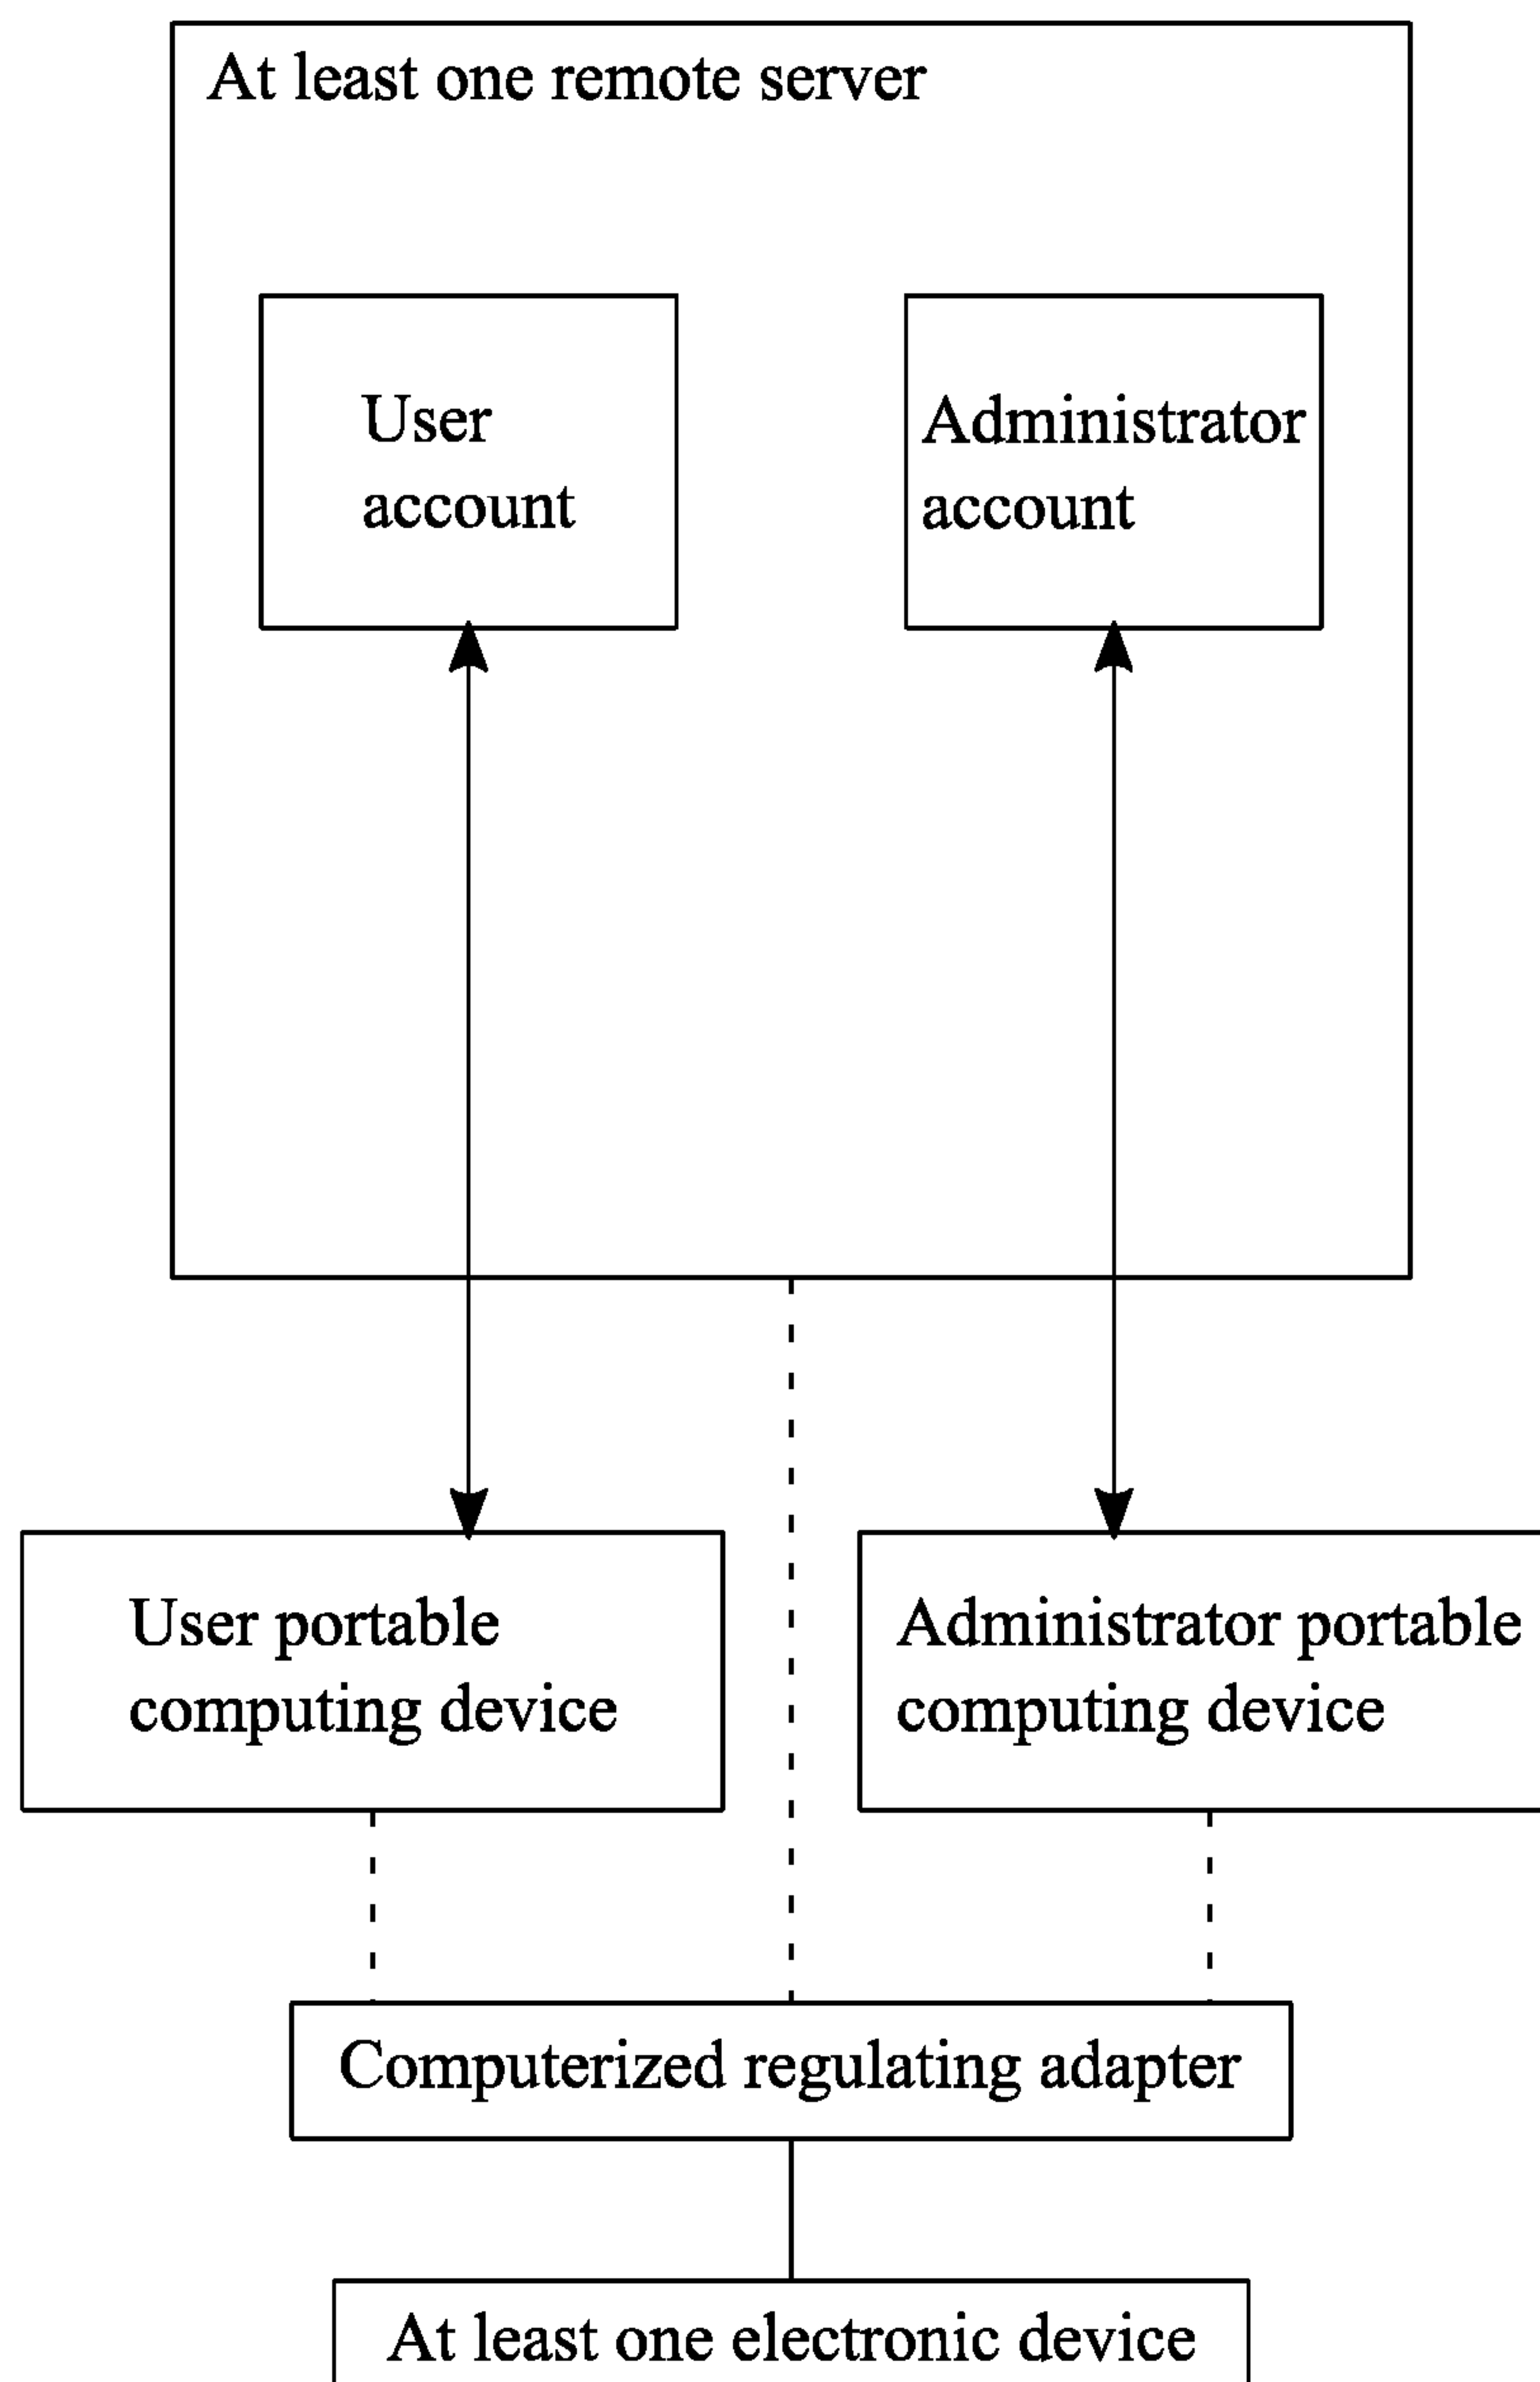 At least one remote server
User
account
Administrator
account
User portable
computing device
Administrator portable
computing device
Computerized regulating adapter
At least one electronic device